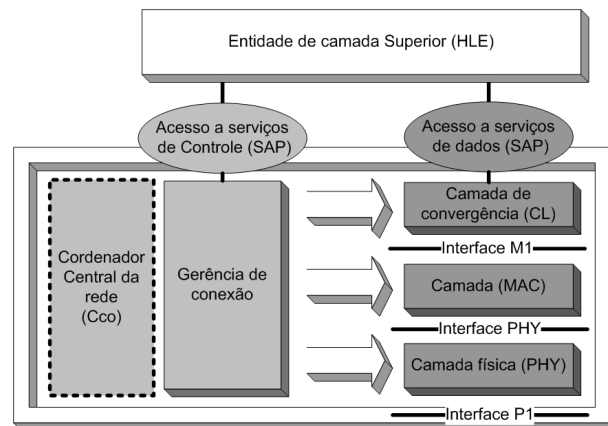 Entidade de camada Superior (HLE)
Acesso a serviços
de Controle (SAP)
Acesso a serviços
de dados (SAP)
Cordenador
Central da
rede
(Cco)
Gerência de
conexão
Camada de
convergência (CL)
Interface M1
Camada (MAC)
Interface PHY
Camada física (PHY)
Interface P1